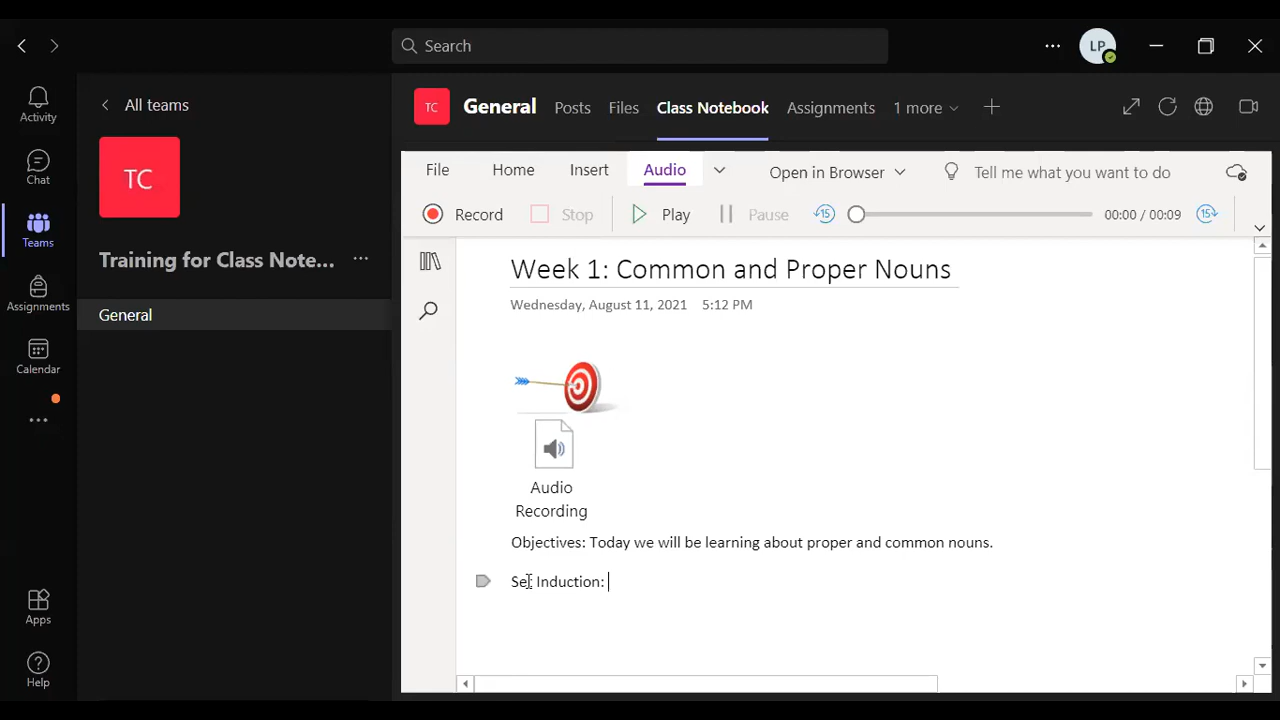 Search
LP
Activity
Chat
Teams
Assignments
Calendar
Apps
Help
All teams
TC
Training for Class Note...
General
TC
General
Posts
Files
Class Notebook
Assignments
1 more
File
Home
Insert
Audio
Open in Browser
Tell me what you want to do
Record
Stop
Play
Pause
15
00:00 / 00:09
15
Week 1: Common and Proper Nouns
Wednesday, August 11, 2021 5:12 PM
Audio
Recording
Objectives: Today we will be learning about proper and common nouns.
Set Induction: